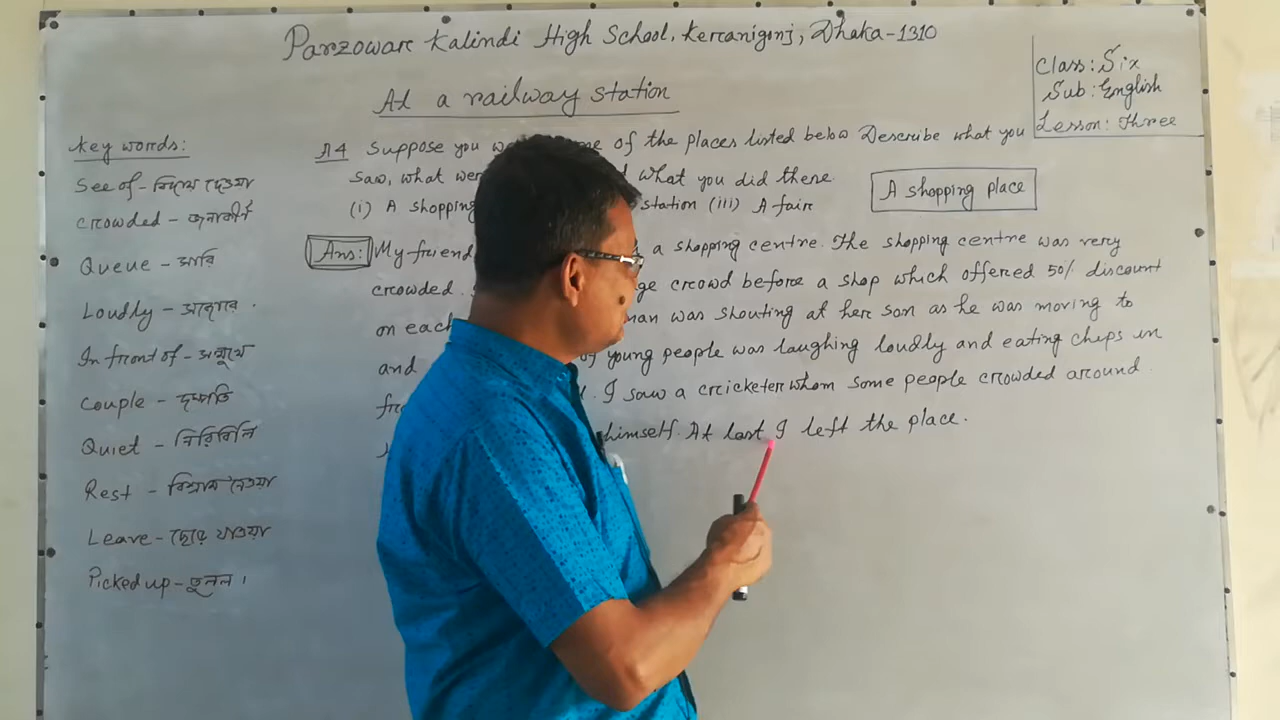 Parzoware Kalindi High School, Keraniganj, Dhaka-1310
Class: Six
Sub: English
Lesson: Three
At a railway station
Key words:
See of - বিদায় দেওয়া
crowded - জনাকীর্ন
Queue - সারি
Loudly -
In front of - সম্মুখে
Couple - দম্পতি
Quiet - নিরিবিলি
Rest - বিশ্রাম নেওয়া
Leave - ছেড়ে যাওয়া
Picked up - তুলল।
A4 Suppose you of the places listed below Describe what you
saw, what what you did there
(i) A shopping station (iii) A fair
A shopping place
Ans: My friend a shopping centre. The shopping centre was very
crowded. crowd before a shop which offered 50% discount
on each was shouting at her son as he was moving to
and of young people was laughing loudly and eating chips in
I saw a cricketer whom some people crowded around
himself. At last I left the place.